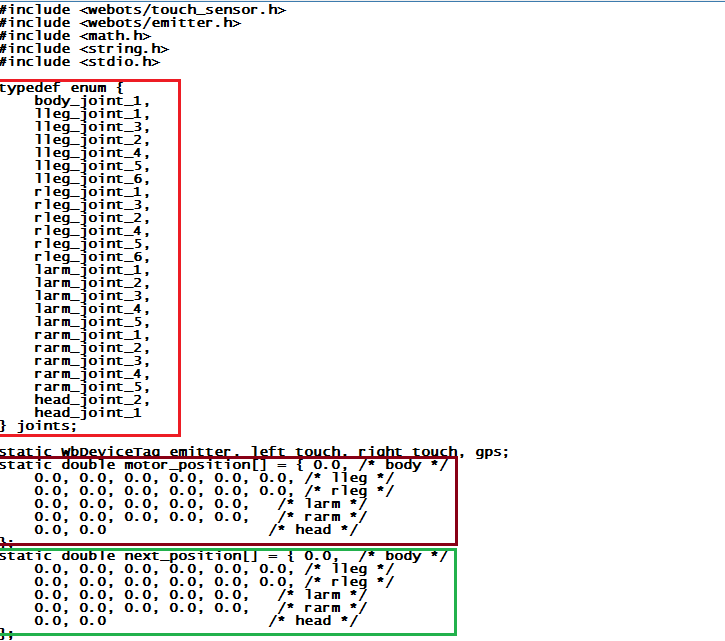 #include <webots/touch_sensor.h>
#include <webots/emitter.h>
#include <math.h>
#include <string.h>
#include <stdio.h>
typedef enum {
body_joint_1,
lleg_joint_1,
lleg_joint_3,
lleg_joint_2,
lleg_joint_4,
lleg_joint_5,
lleg_joint_6,
rleg_joint_1,
rleg_joint_3,
rleg_joint_2,
rleg_joint_4,
rleg_joint_5,
rleg_joint_6,
larm_joint_1,
larm_joint_2,
larm_joint_3,
larm_joint_4,
larm_joint_5,
rarm_joint_1,
rarm_joint_2,
rarm_joint_3,
rarm_joint_4,
rarm_joint_5,
head_joint_2,
head_joint_1
} joints;
static WbDeviceTag emitter, left_touch, right_touch, gps;
static double motor_position[] = { 0.0, /* body */
0.0, 0.0, 0.0, 0.0, 0.0, 0.0, /* lleg */
0.0, 0.0, 0.0, 0.0, 0.0, 0.0, /* rleg */
0.0, 0.0, 0.0, 0.0, 0.0, /* larm */
0.0, 0.0, 0.0, 0.0, 0.0, /* rarm */
0.0, 0.0 /* head */
};
static double next_position[] = { 0.0, /* body */
0.0, 0.0, 0.0, 0.0, 0.0, 0.0, /* lleg */
0.0, 0.0, 0.0, 0.0, 0.0, 0.0, /* rleg */
0.0, 0.0, 0.0, 0.0, 0.0, /* larm */
0.0, 0.0, 0.0, 0.0, 0.0, /* rarm */
0.0, 0.0 /* head */
};